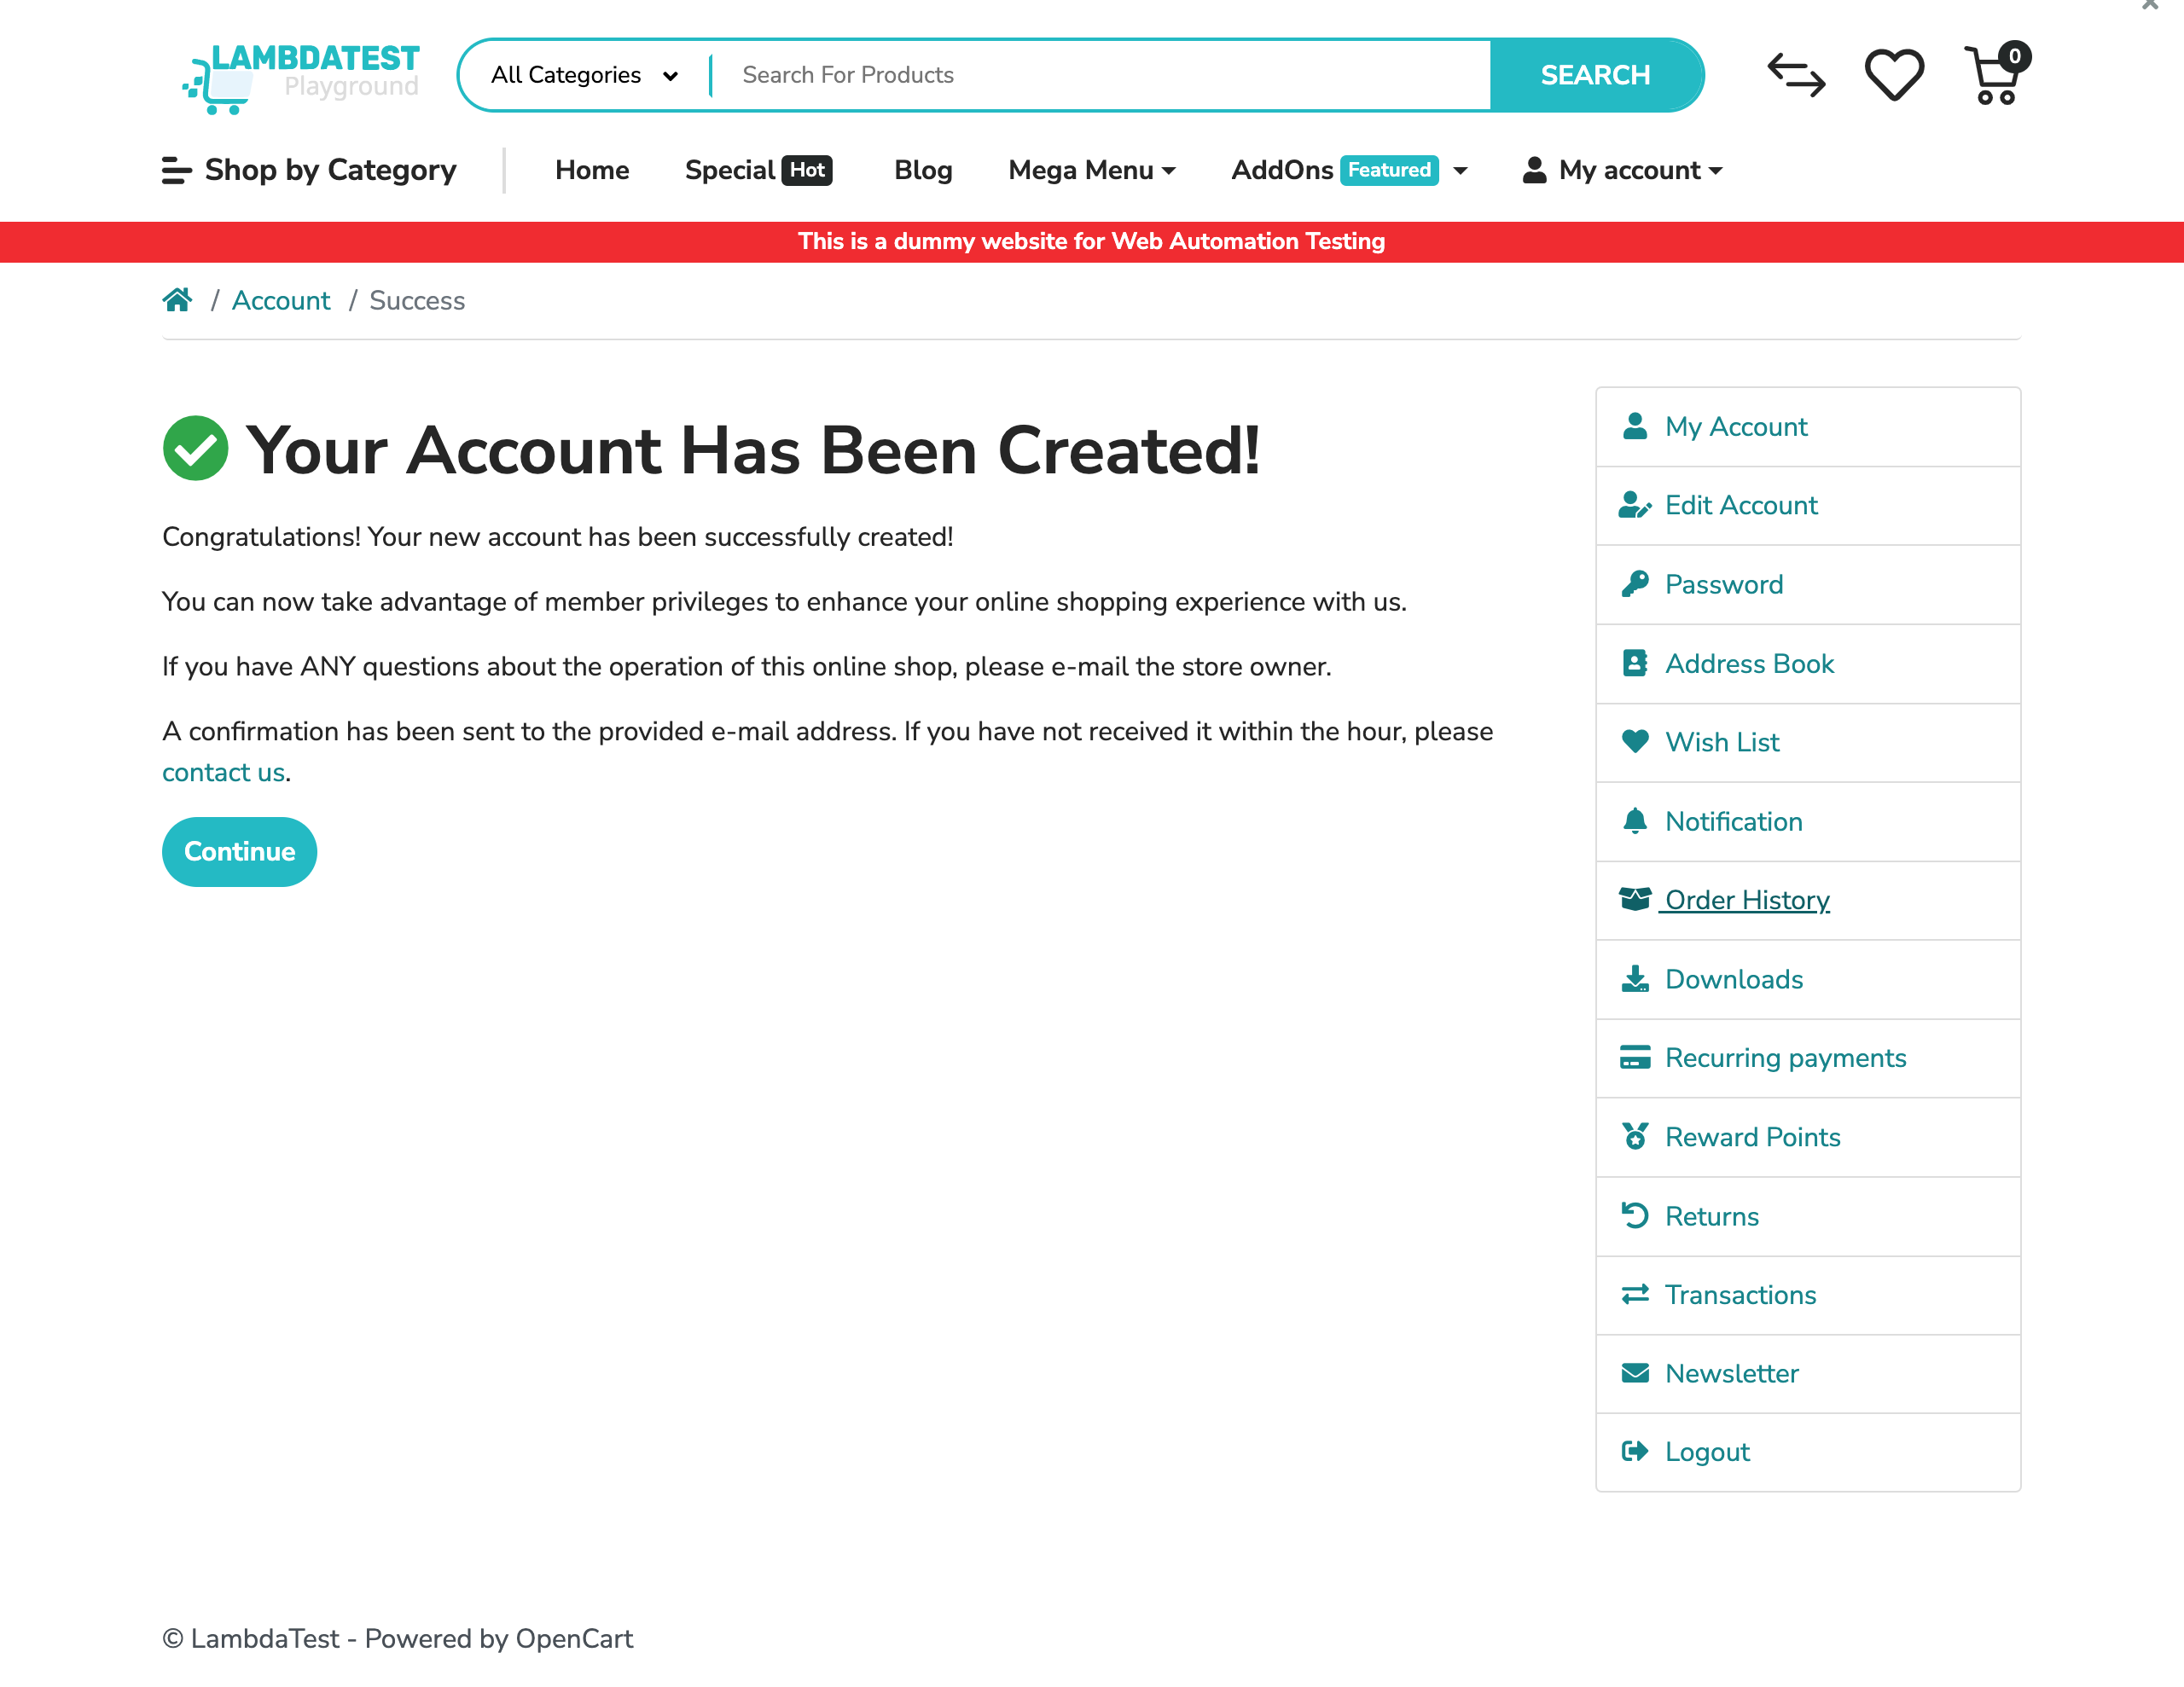 LAMBDATEST
Playground
All Categories
Search For Products
SEARCH
0
Shop by Category
Home
Special Hot
Blog
Mega Menu
AddOns Featured
My account
This is a dummy website for Web Automation Testing
/ Account / Success
Your Account Has Been Created!
Congratulations! Your new account has been successfully created!
You can now take advantage of member privileges to enhance your online shopping experience with us.
If you have ANY questions about the operation of this online shop, please e-mail the store owner.
A confirmation has been sent to the provided e-mail address. If you have not received it within the hour, please
contact us.
Continue
My Account
Edit Account
Password
Address Book
Wish List
Notification
Order History
Downloads
Recurring payments
Reward Points
Returns
Transactions
Newsletter
Logout
© LambdaTest - Powered by OpenCart